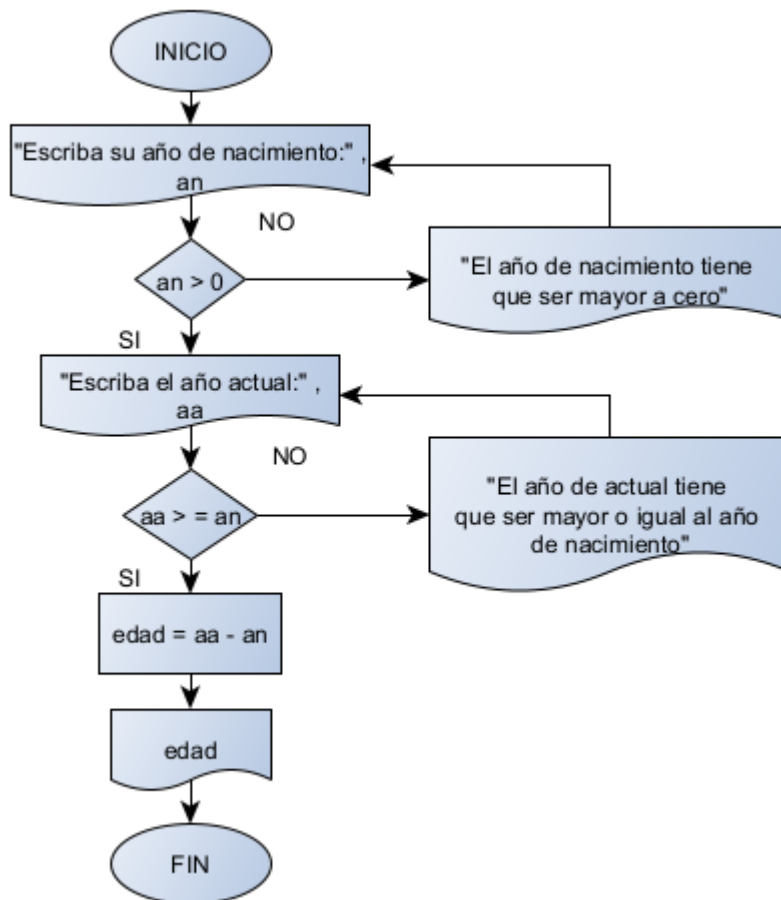 INICIO
"Escriba su año de nacimiento:" ,
an
NO
an > 0
"El año de nacimiento tiene
que ser mayor a cero"
SI
"Escriba el año actual:" ,
aa
NO
aa > = an
"El año de actual tiene
que ser mayor o igual al año
de nacimiento"
SI
edad = aa - an
edad
FIN